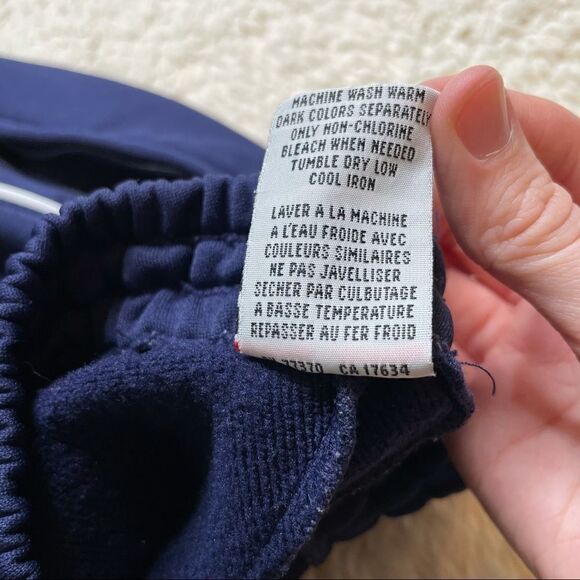 MACHINE WASH WARM
DARK COLORS SEPARATELY
ONLY NON-CHLORINE
BLEACH WHEN NEEDED
TUMBLE DRY LOW
COOL IRON
LAVER A LA MACHINE
A L'EAU FROIDE AVEC
COULEURS SIMILAIRES
NE PAS JAVELLISER
SECHER PAR CULBUTAGE
A BASSE TEMPERATURE
REPASSER AU FER FROID
77370 CA 17634